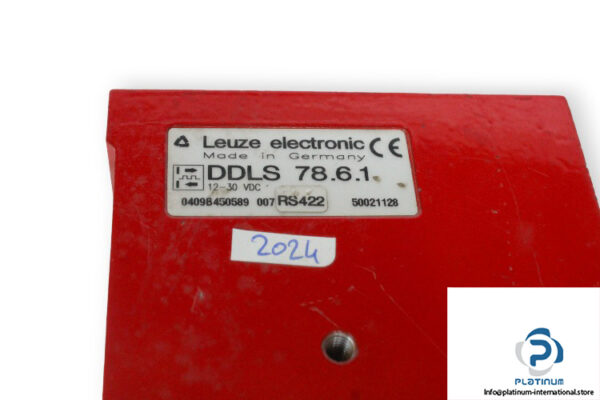 Leuze electronic CE
Made in Germany
DDLS 78.6.1
12-30 VDC
0409B450589 007 RS422 50021128
2024
PLATINUM
Info@platinum-international.store